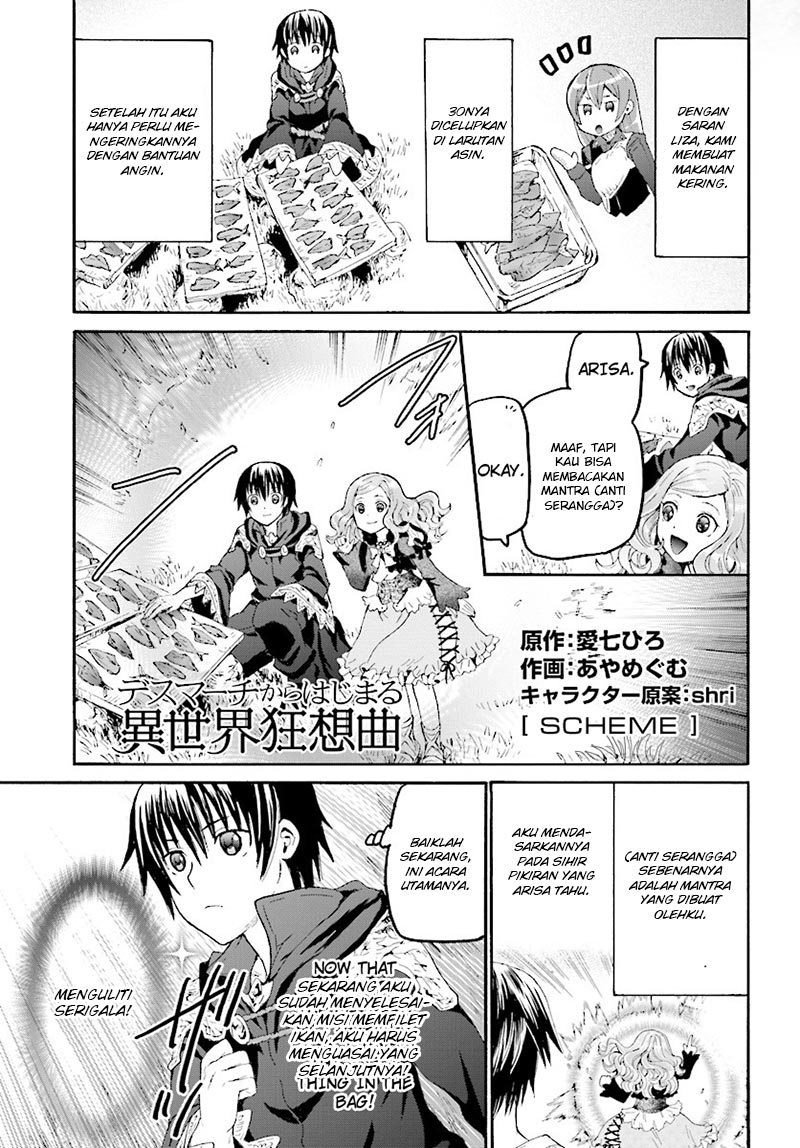 DENGAN
SARAN
LIZA, KAMI
MEMBUAT
MAKANAN
KERING.
30NYA
DICELUPKAN
DI LARUTAN
ASIN.
SETELAH ITU AKU
HANYA PERLU ME-
NGERINGKANNYA
DENGAN BANTUAN
ANGIN.
ARISA.
MAAF, TAPI
KAU BISA
MEMBACAKAN
MANTRA (ANTI
SERANGGA)?
OKAY.
デスマーチからはじまる
異世界狂想曲
原作:愛七ひろ
作画:あやめぐむ
キャラクター原案:shri
[ SCHEME ]
(ANTI SERANGGA)
SEBENARNYA
ADALAH MANTRA
YANG DIBUAT
OLEHKU.
AKU MENDA-
SARKANNYA
PADA SIHIR
PIKIRAN YANG
ARISA TAHU.
BAIKLAH
SEKARANG,
INI ACARA
UTAMANYA.
NOW THAT
SEKARANG AKU
SUDAH MENYELESAI-
KAN MISI MEMFILET
IKAN, AKU HARUS
MENGUASAI YANG
SELANJUTNYA!
THING IN THE
BAG!
MENGULITI
SERIGALA!